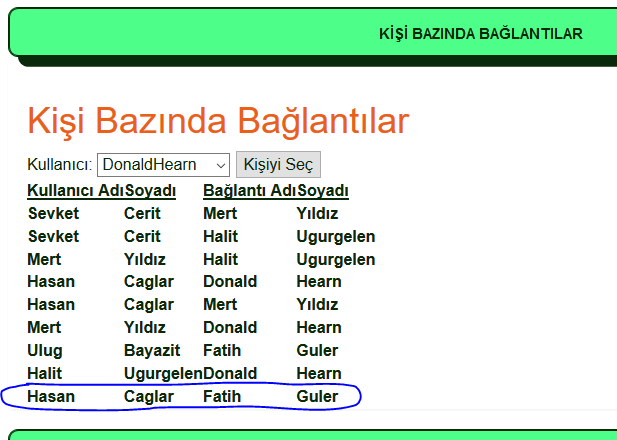 KİŞİ BAZINDA BAĞLANTILAR
Kişi Bazında Bağlantılar
Kullanıcı: DonaldHearn Kişiyi Seç
Kullanıcı Adı Soyadı Bağlantı Adı Soyadı
Sevket Cerit Mert Yıldız
Sevket Cerit Halit Ugurgelen
Mert Yıldız Halit Ugurgelen
Hasan Caglar Donald Hearn
Hasan Caglar Mert Yıldız
Mert Yıldız Donald Hearn
Ulug Bayazit Fatih Guler
Halit Ugurgelen Donald Hearn
Hasan Caglar Fatih Guler